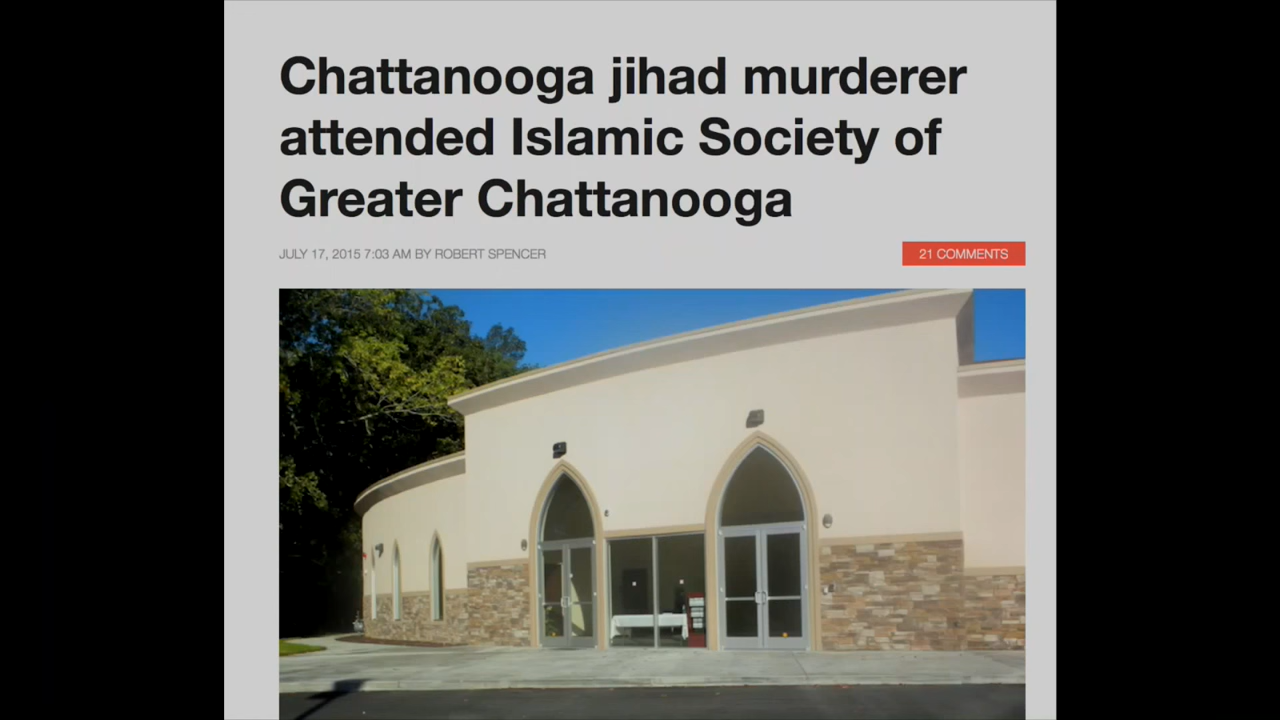 Chattanooga jihad murderer
attended Islamic Society of
Greater Chattanooga
JULY 17, 2015 7:03 AM BY ROBERT SPENCER
21 COMMENTS